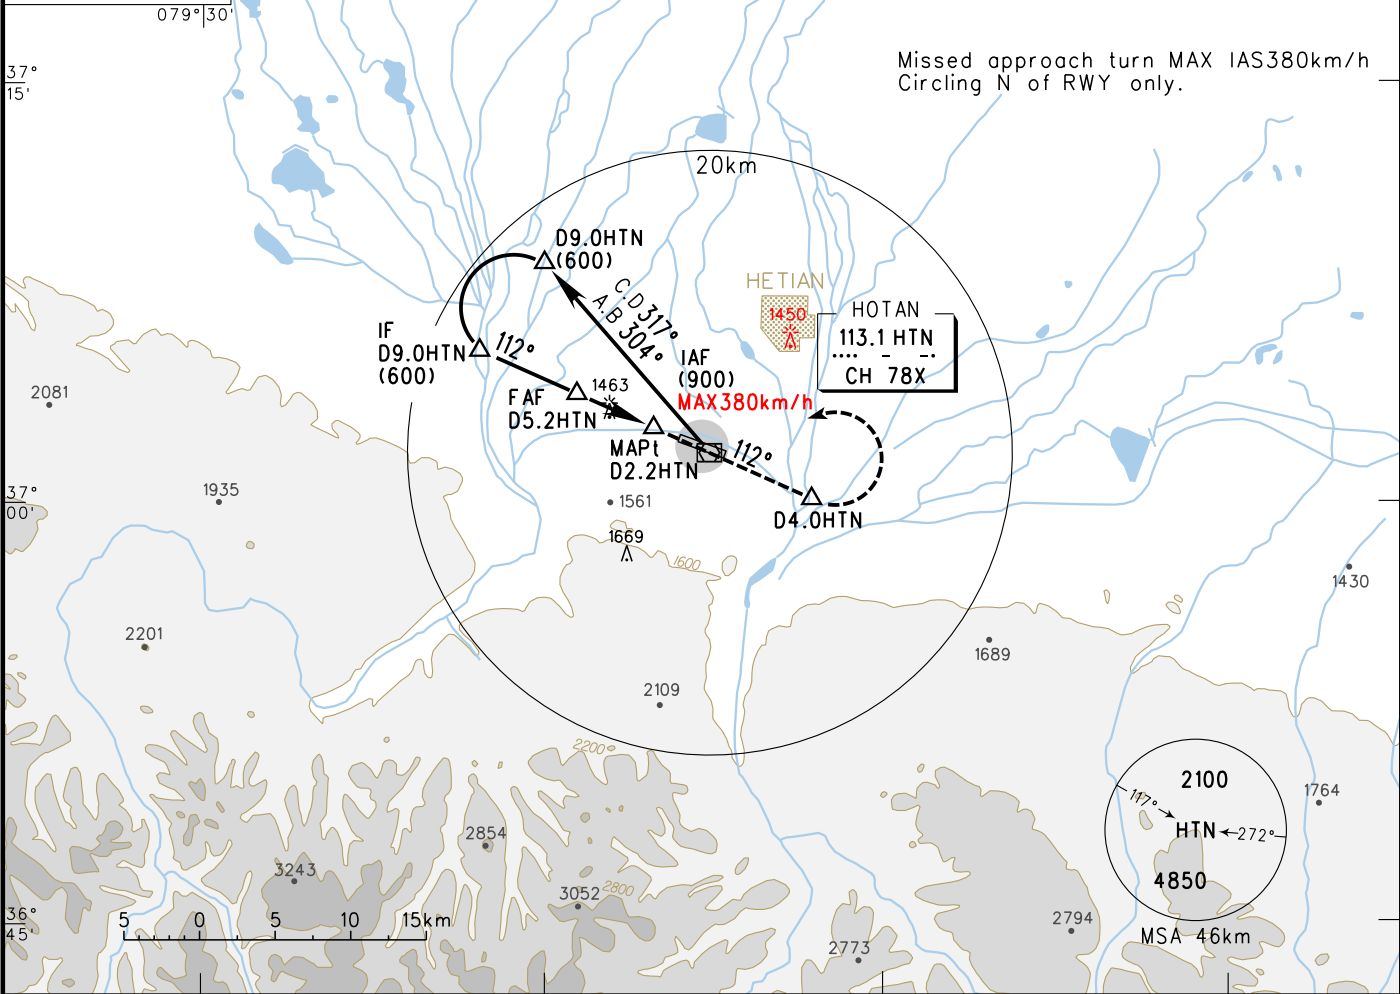 079° 30'
37°
15'
Missed approach turn MAX IAS380km/h
Circling N of RWY only.
20km
D9.0HTN
(600)
C.D317°
A.B 304°
HETIAN
1450
HOTAN
113.1 HTN
.... – –.
CH 78X
IF
D9.0HTN
(600)
112°
IAF
(900)
MAX380km/h
FAF
D5.2HTN
1463
MAPt
D2.2HTN
112°
D4.0HTN
2081
1935
37°
00'
1561
1669
1600
1430
2201
1689
2109
2200
2100
117°
HTN
272°
4850
MSA 46km
1764
2854
3243
3052
2800
2794
2773
36°
45'
5 0 5 10 15km